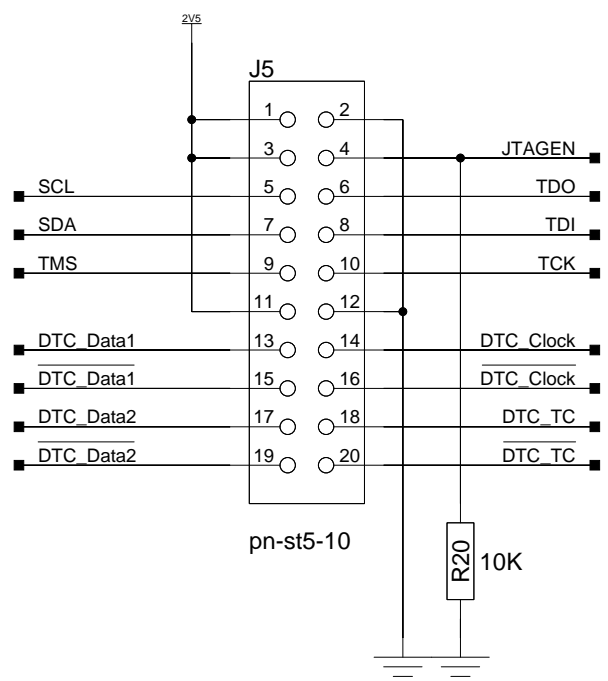 2V5
J5
1 2
3 4 JTAGEN
SCL 5 6 TDO
SDA 7 8 TDI
TMS 9 10 TCK
11 12
DTC_Data1 13 14 DTC_Clock
DTC_Data1 15 16 DTC_Clock
DTC_Data2 17 18 DTC_TC
DTC_Data2 19 20 DTC_TC
pn-st5-10
R20 10K